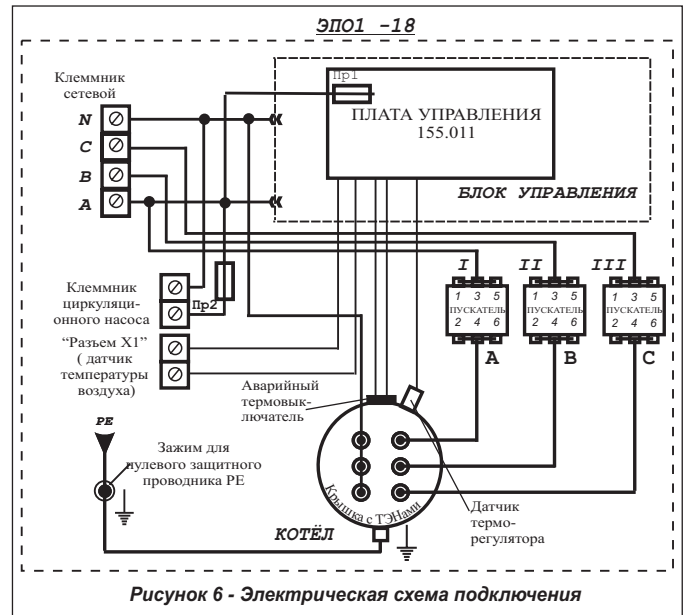 ЭПО1 -18
Клеммник
сетевой
N
C
B
A
Пр1
ПЛАТА УПРАВЛЕНИЯ
155.011
БЛОК УПРАВЛЕНИЯ
I
II
III
1 3 5
ПУСКАТЕЛЬ
2 4 6
1 3 5
ПУСКАТЕЛЬ
2 4 6
1 3 5
ПУСКАТЕЛЬ
2 4 6
A
B
C
Клеммник
циркуляци-
онного насоса
Пр2
“Разъем X1”
( датчик
температуры
воздуха)
Аварийный
термовык-
лючатель
PE
Зажим для
нулевого защитного
проводника PE
Крышка с ТЭНами
КОТЁЛ
Датчик
термо-
регулятора
Рисунок 6 - Электрическая схема подключения